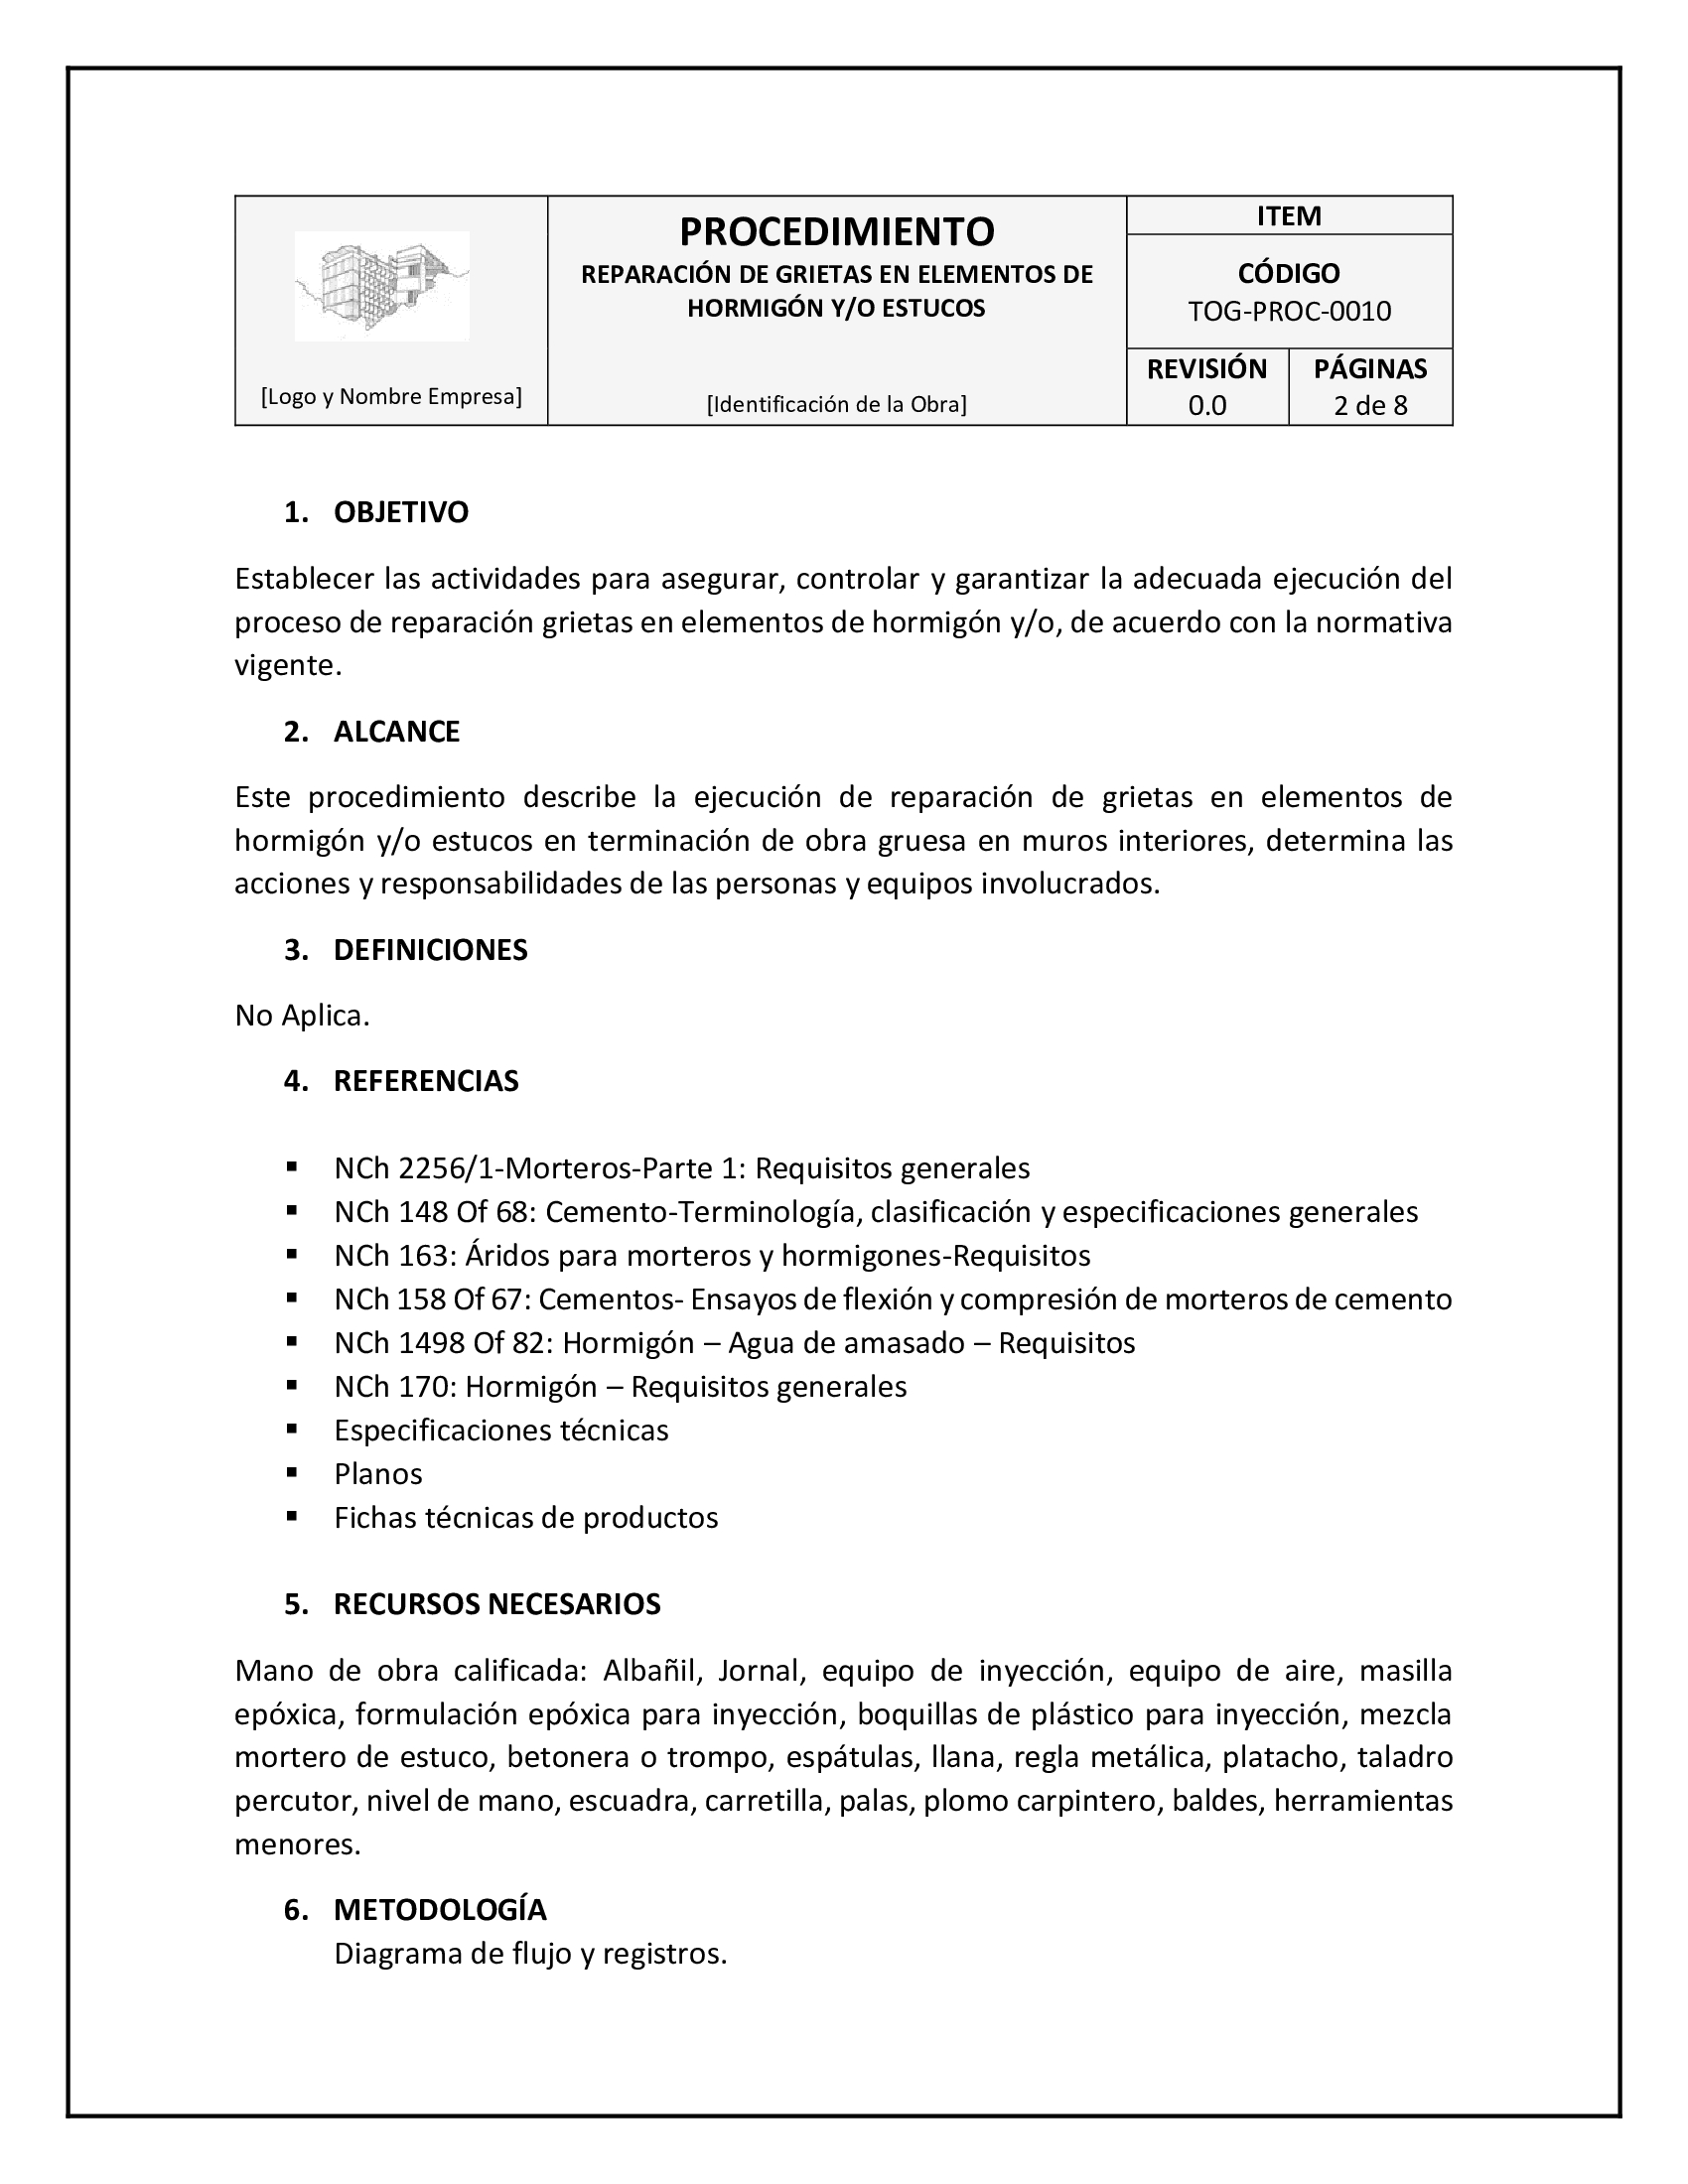 [Logo y Nombre Empresa]
PROCEDIMIENTO
REPARACIÓN DE GRIETAS EN ELEMENTOS DE
HORMIGÓN Y/O ESTUCOS
[Identificación de la Obra]
ITEM
CÓDIGO
TOG-PROC-0010
REVISIÓN
0.0
PÁGINAS
2 de 8
1. OBJETIVO
Establecer las actividades para asegurar, controlar y garantizar la adecuada ejecución del
proceso de reparación grietas en elementos de hormigón y/o, de acuerdo con la normativa
vigente.
2. ALCANCE
Este procedimiento describe la ejecución de reparación de grietas en elementos de
hormigón y/o estucos en terminación de obra gruesa en muros interiores, determina las
acciones y responsabilidades de las personas y equipos involucrados.
3. DEFINICIONES
No Aplica.
4. REFERENCIAS
▪ NCh 2256/1-Morteros-Parte 1: Requisitos generales
▪ NCh 148 Of 68: Cemento-Terminología, clasificación y especificaciones generales
▪ NCh 163: Áridos para morteros y hormigones-Requisitos
▪ NCh 158 Of 67: Cementos- Ensayos de flexión y compresión de morteros de cemento
▪ NCh 1498 Of 82: Hormigón – Agua de amasado – Requisitos
▪ NCh 170: Hormigón – Requisitos generales
▪ Especificaciones técnicas
▪ Planos
▪ Fichas técnicas de productos
5. RECURSOS NECESARIOS
Mano de obra calificada: Albañil, Jornal, equipo de inyección, equipo de aire, masilla
epóxica, formulación epóxica para inyección, boquillas de plástico para inyección, mezcla
mortero de estuco, betonera o trompo, espátulas, llana, regla metálica, platacho, taladro
percutor, nivel de mano, escuadra, carretilla, palas, plomo carpintero, baldes, herramientas
menores.
6. METODOLOGÍA
Diagrama de flujo y registros.